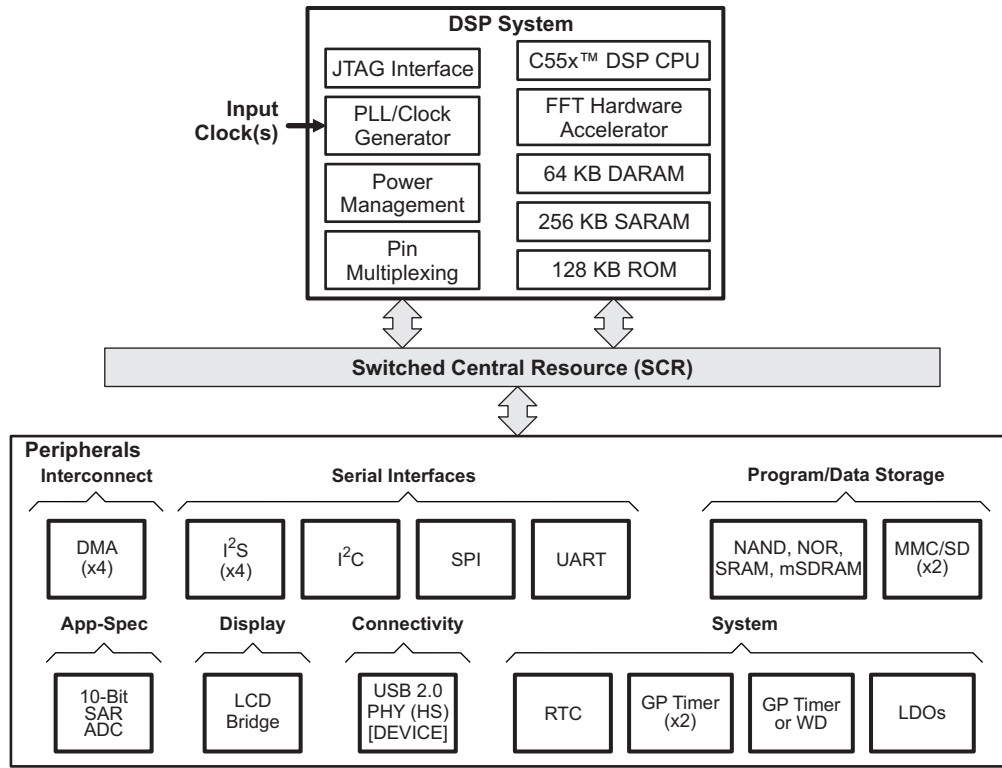 DSP System
JTAG Interface
C55x™ DSP CPU
Input
Clock(s)
PLL/Clock
Generator
FFT Hardware
Accelerator
Power
Management
64 KB DARAM
256 KB SARAM
Pin
Multiplexing
128 KB ROM
Switched Central Resource (SCR)
Peripherals
Interconnect
Serial Interfaces
Program/Data Storage
DMA
(x4)
I²S
(x4)
I²C
SPI
UART
NAND, NOR,
SRAM, mSDRAM
MMC/SD
(x2)
App-Spec
Display
Connectivity
System
10-Bit
SAR
ADC
LCD
Bridge
USB 2.0
PHY (HS)
[DEVICE]
RTC
GP Timer
(x2)
GP Timer
or WD
LDOs